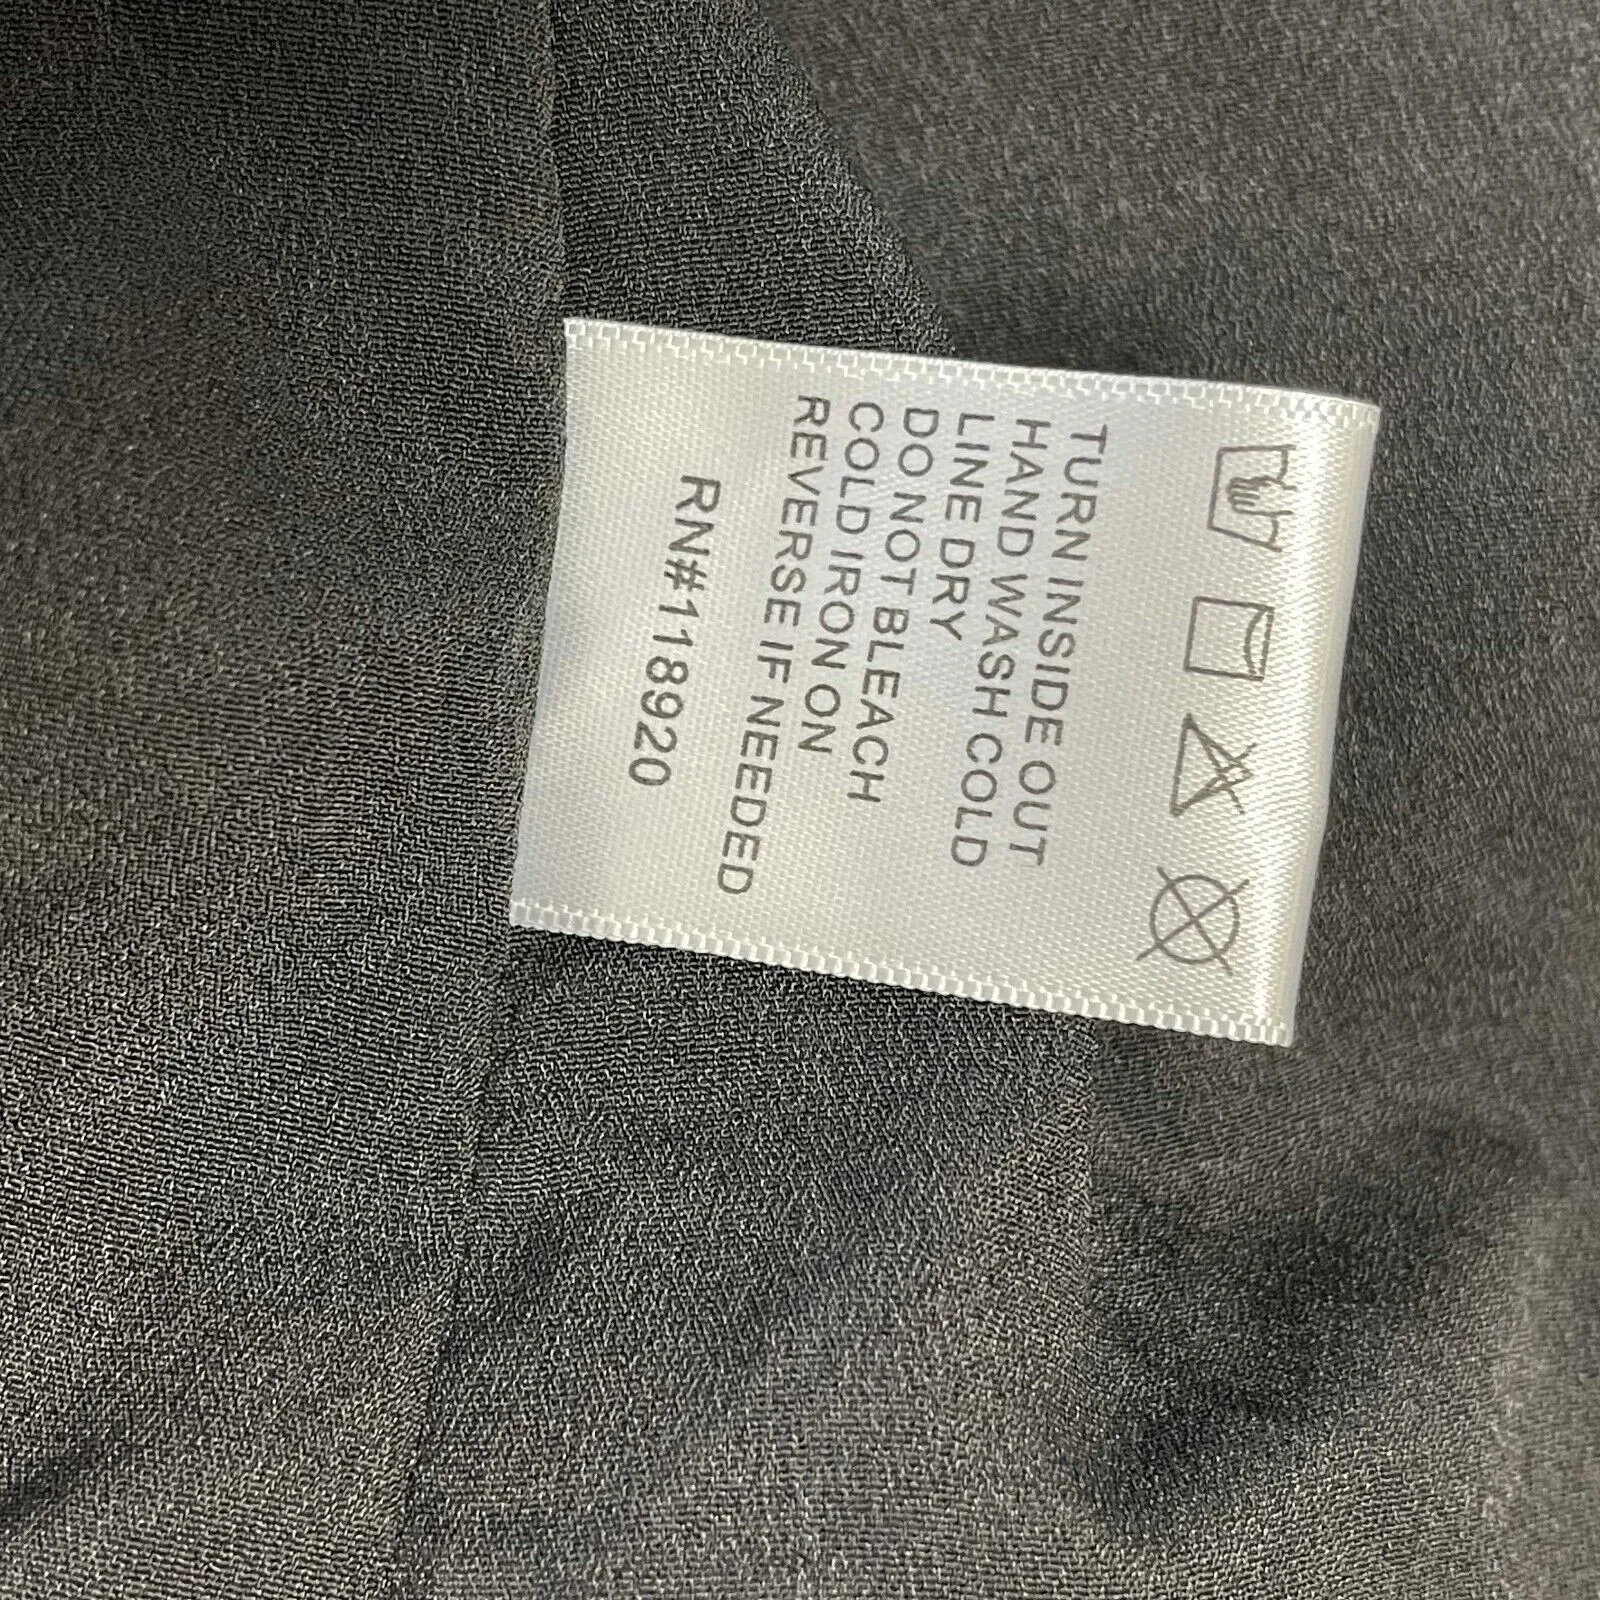 TURN INSIDE OUT
HAND WASH COLD
LINE DRY
DO NOT BLEACH
COLD IRON ON
REVERSE IF NEEDED
RN#118920